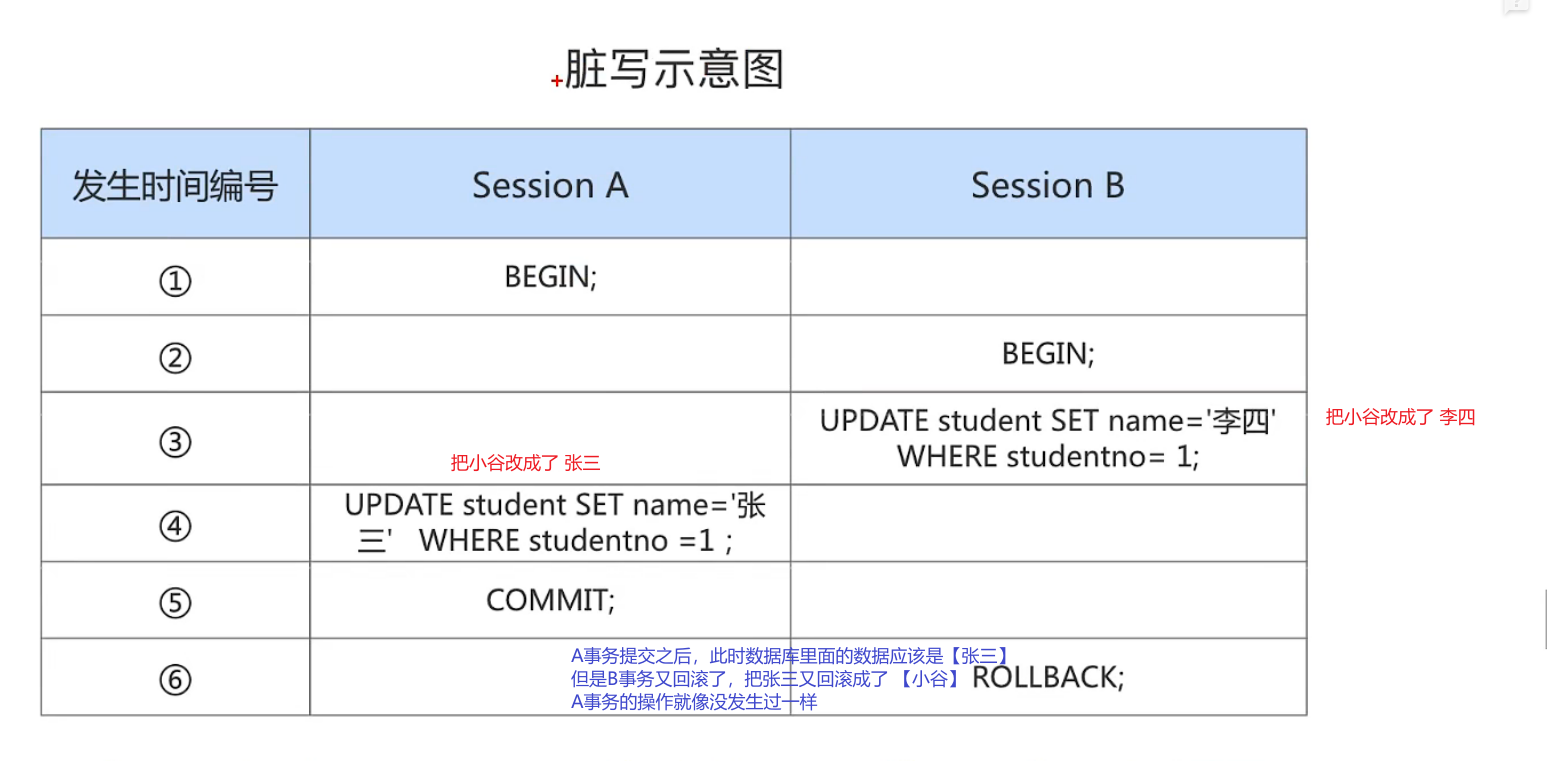 脏写示意图
发生时间编号 Session A Session B
① BEGIN;
② BEGIN;
③ UPDATE student SET name='李四'
WHERE studentno= 1;
把小谷改成了 李四
把小谷改成了 张三
④ UPDATE student SET name='张
三' WHERE studentno =1 ;
⑤ COMMIT;
⑥ ROLLBACK;
A事务提交之后，此时数据库里面的数据应该是【张三】
但是B事务又回滚了，把张三又回滚成了 【小谷】
A事务的操作就像没发生过一样